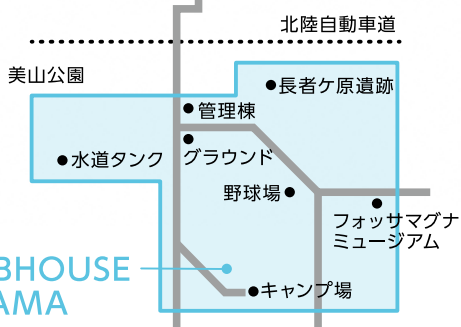 北陸自動車道
美山公園
長者ケ原遺跡
管理棟
グラウンド
水道タンク
野球場
フォッサマグナ
ミュージアム
BHOUSE
AMA
キャンプ場